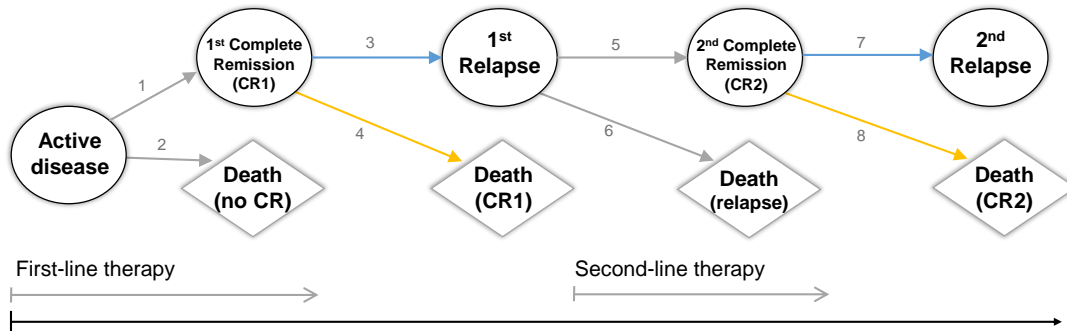 1st Complete
Remission
(CR1)
3
1st
Relapse
5
2nd Complete
Remission
(CR2)
7
2nd
Relapse
1
Active
disease
2
4
6
8
Death
(no CR)
Death
(CR1)
Death
(relapse)
Death
(CR2)
First-line therapy
Second-line therapy